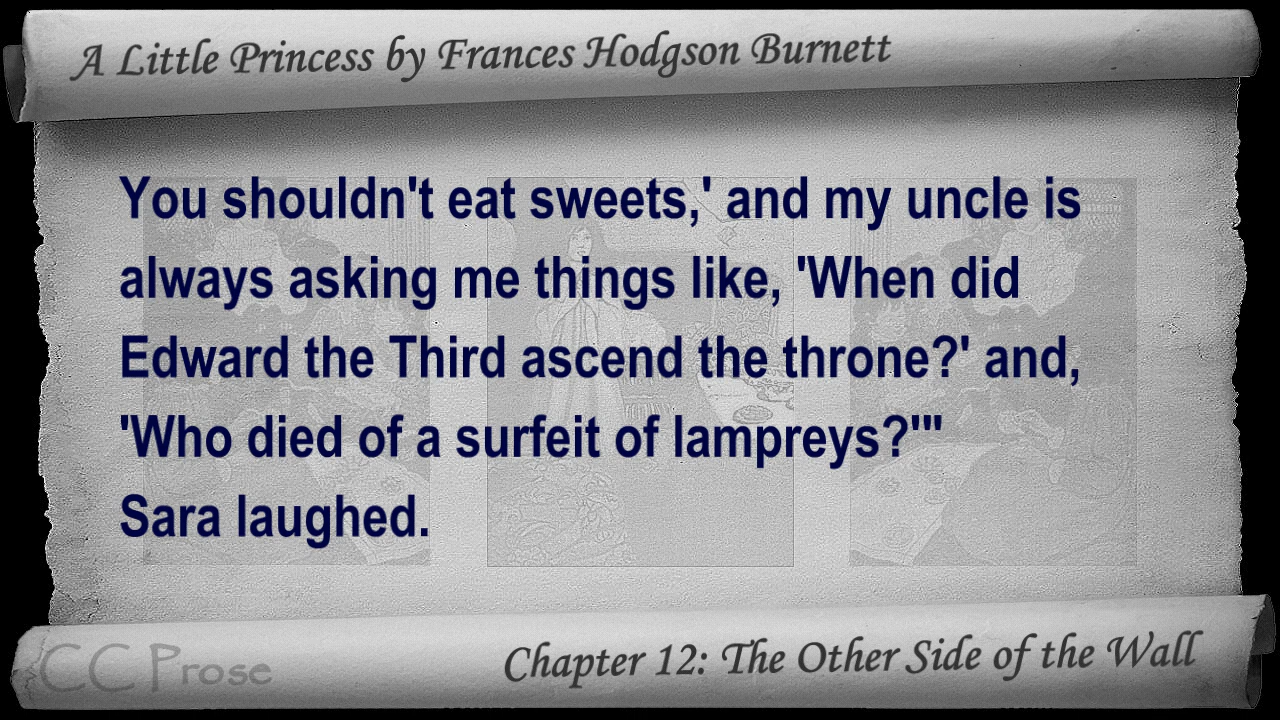 A Little Princess by Frances Hodgson Burnett
You shouldn't eat sweets,' and my uncle is
always asking me things like, 'When did
Edward the Third ascend the throne?' and,
'Who died of a surfeit of lampreys?'"
Sara laughed.
CC Prose
Chapter 12: The Other Side of the Wall